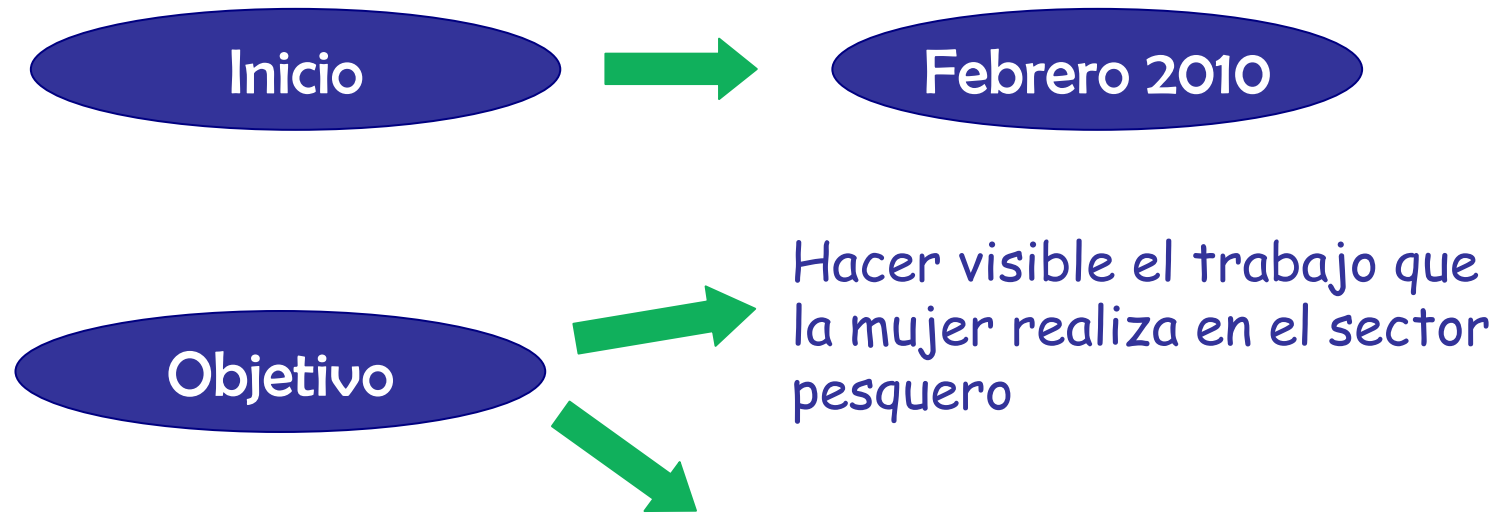 Inicio
Febrero 2010
Hacer visible el trabajo que
la mujer realiza en el sector
pesquero
Objetivo